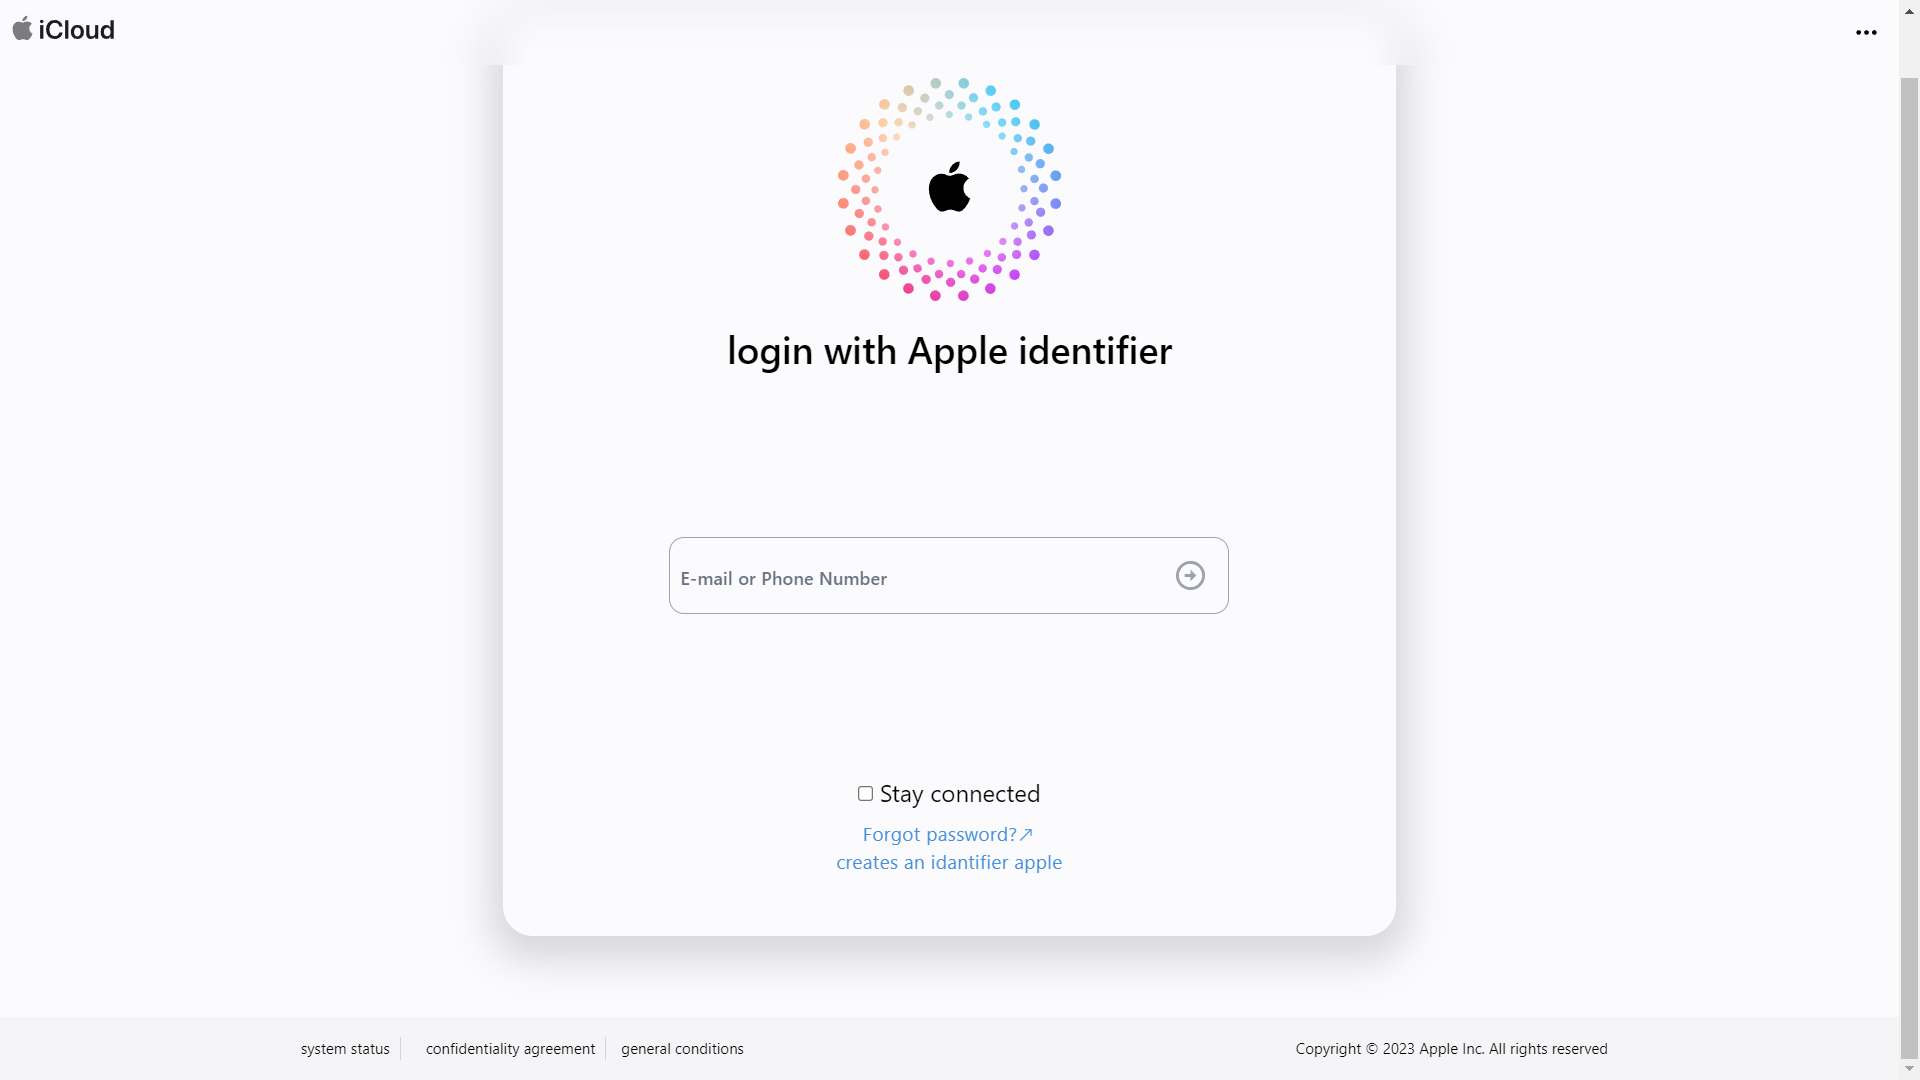 iCloud
login with Apple identifier
E-mail or Phone Number
Stay connected
Forgot password?↗
creates an idantifier apple
system status
confidentiality agreement
general conditions
Copyright © 2023 Apple Inc. All rights reserved